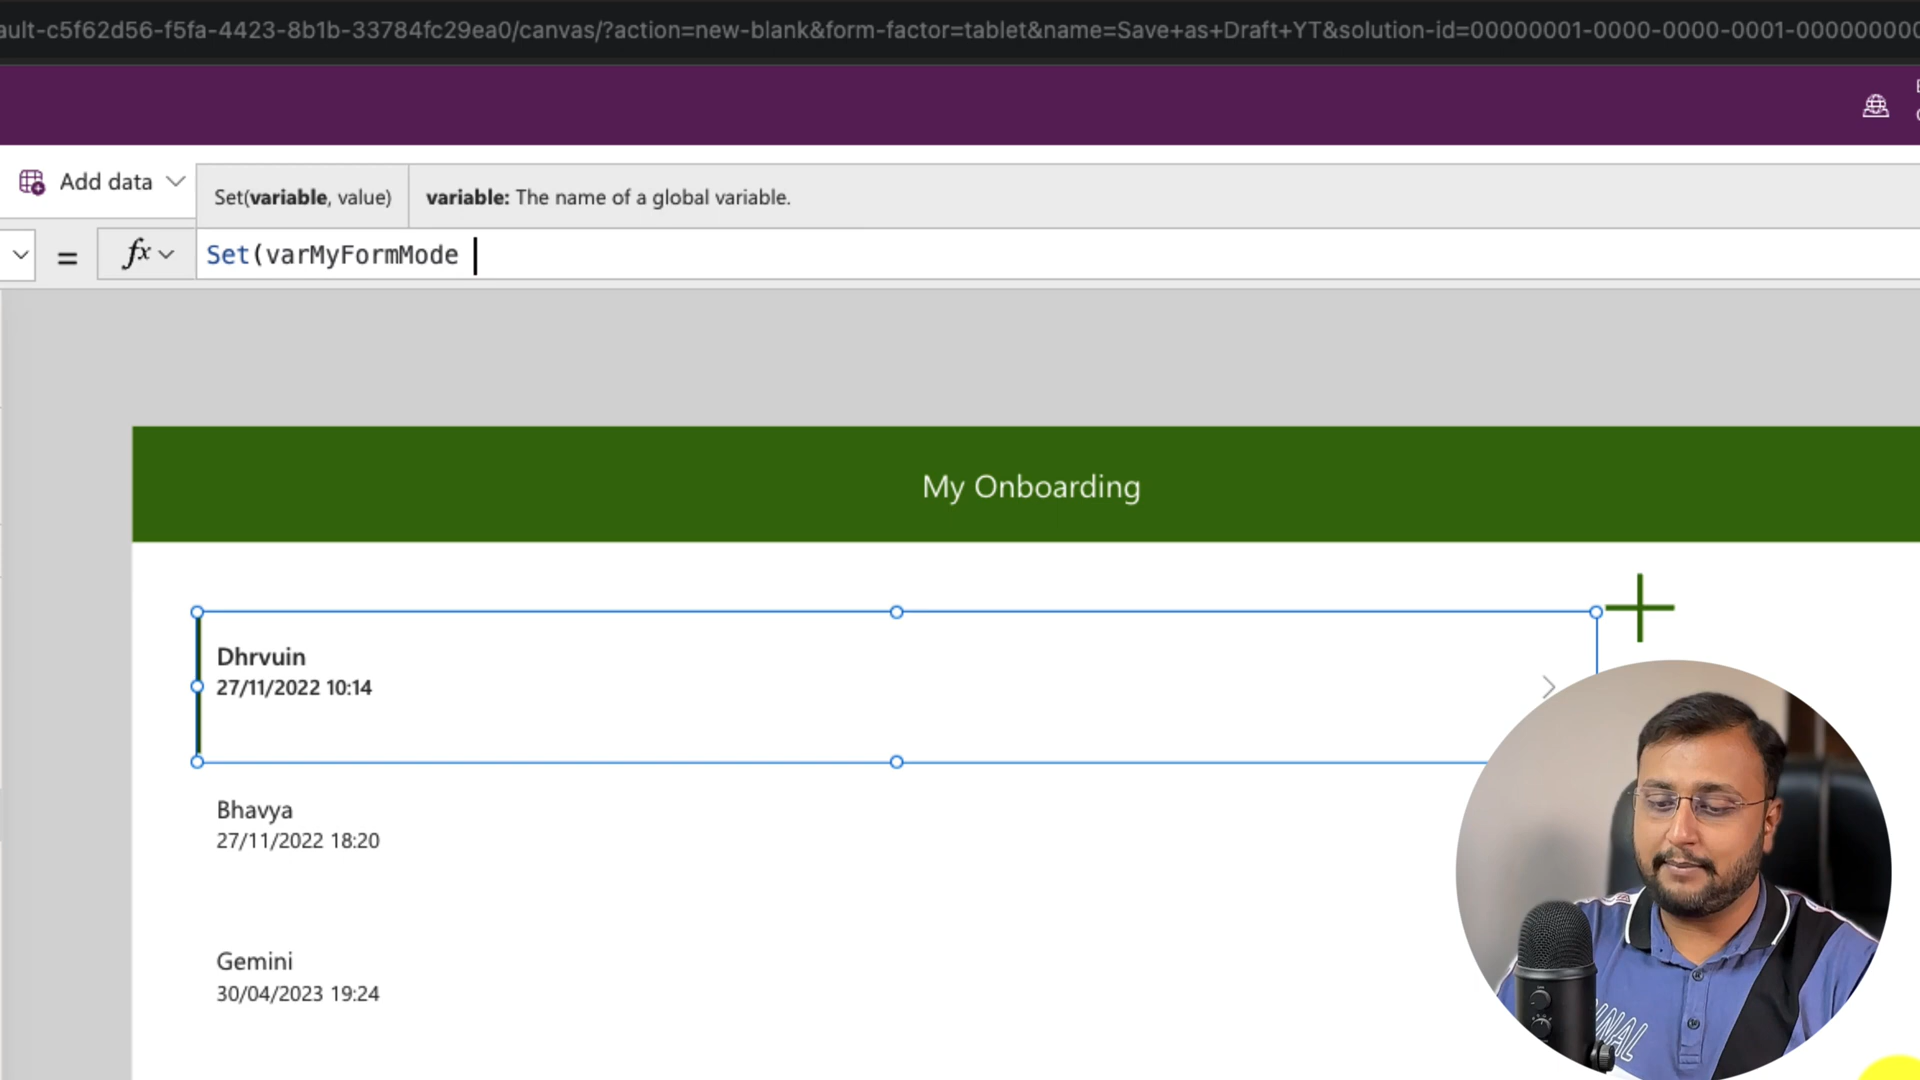 ault-c5f62d56-f5fa-4423-8b1b-33784fc29ea0/canvas/?action=new-blank&form-factor=tablet&name=Save+as+Draft+YT&solution-id=00000001-0000-0000-0001-000000000
Add data
Set(variable, value)
variable: The name of a global variable.
= fx
Set(varMyFormMode
My Onboarding
Dhrvuin
27/11/2022 10:14
Bhavya
27/11/2022 18:20
Gemini
30/04/2023 19:24